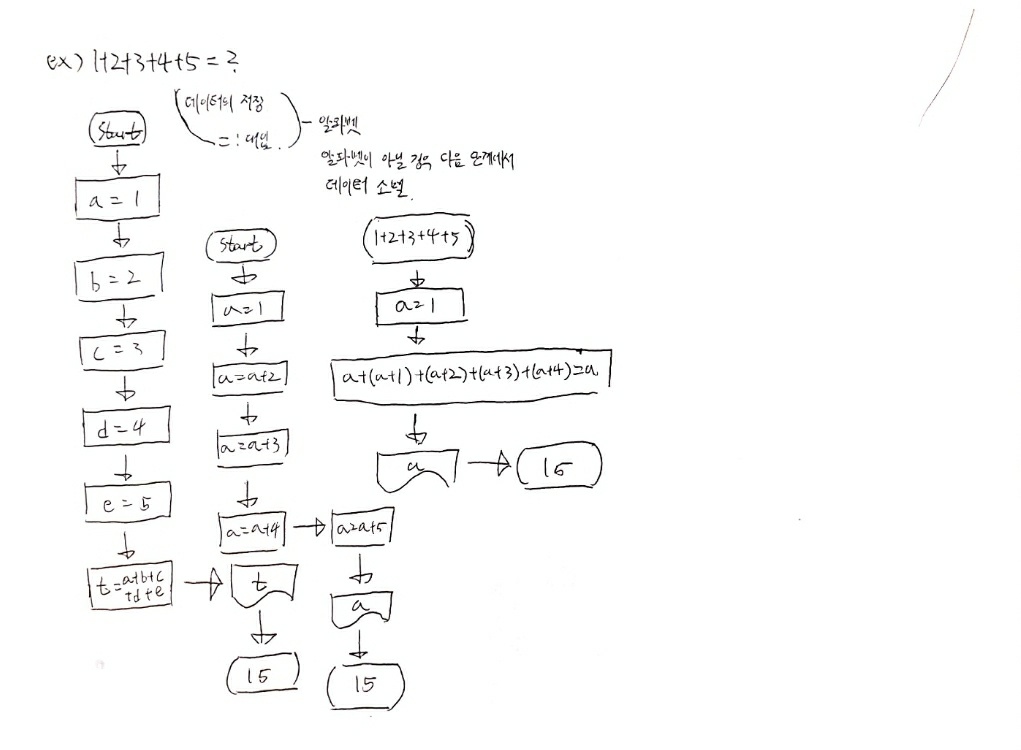 ex) 1+2+3+4+5 = ?
데이터의 저장
= : 대입.
- 알파벳
알파벳이 아닐 경우 다음 단계에서
데이터 소멸.
Start
a = 1
b = 2
c = 3
d = 4
e = 5
t = a+b+c
+d+e
t
15
Start
a=1
a=a+2
a=a+3
a=a+4
a=a+5
a
15
1+2+3+4+5
a=1
a+(a+1)+(a+2)+(a+3)+(a+4)=a
a
15